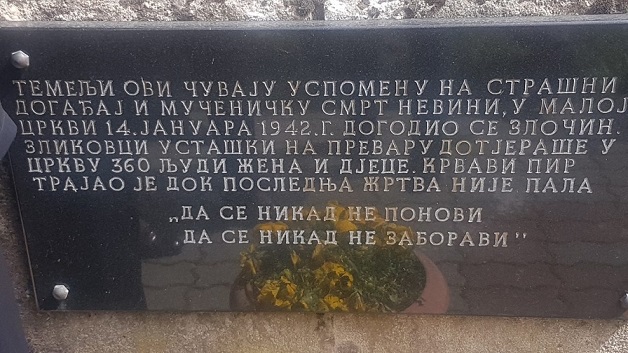 ТЕМЕЉИ ОВИ ЧУВАЈУ УСПОМЕНУ НА СТРАШНИ
ДОГАЂАЈ И МУЧЕНИЧКУ СМРТ НЕВИНИ, У МАЛОЈ
ЦРКВИ 14. ЈАНУАРА 1942. Г. ДОГОДИО СЕ ЗЛОЧИН.
ЗЛИКОВЦИ УСТАШКИ НА ПРЕВАРУ ДОТЈЕРАШЕ У
ЦРКВУ 360 ЉУДИ ЖЕНА И ДЈЕЦЕ. КРВАВИ ПИР
ТРАЈАО ЈЕ ДОК ПОСЛЕДЊА ЖРТВА НИЈЕ ПАЛА
„ДА СЕ НИКАД НЕ ПОНОВИ
„ДА СЕ НИКАД НЕ ЗАБОРАВИ"